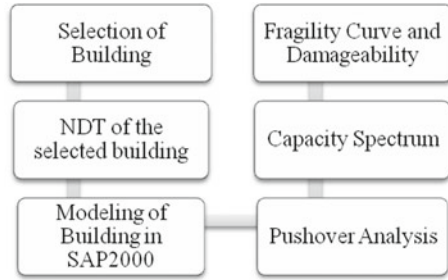 Selection of
Building
NDT of the
selected building
Modeling of
Building in
SAP2000
Pushover Analysis
Capacity Spectrum
Fragility Curve and
Damageability